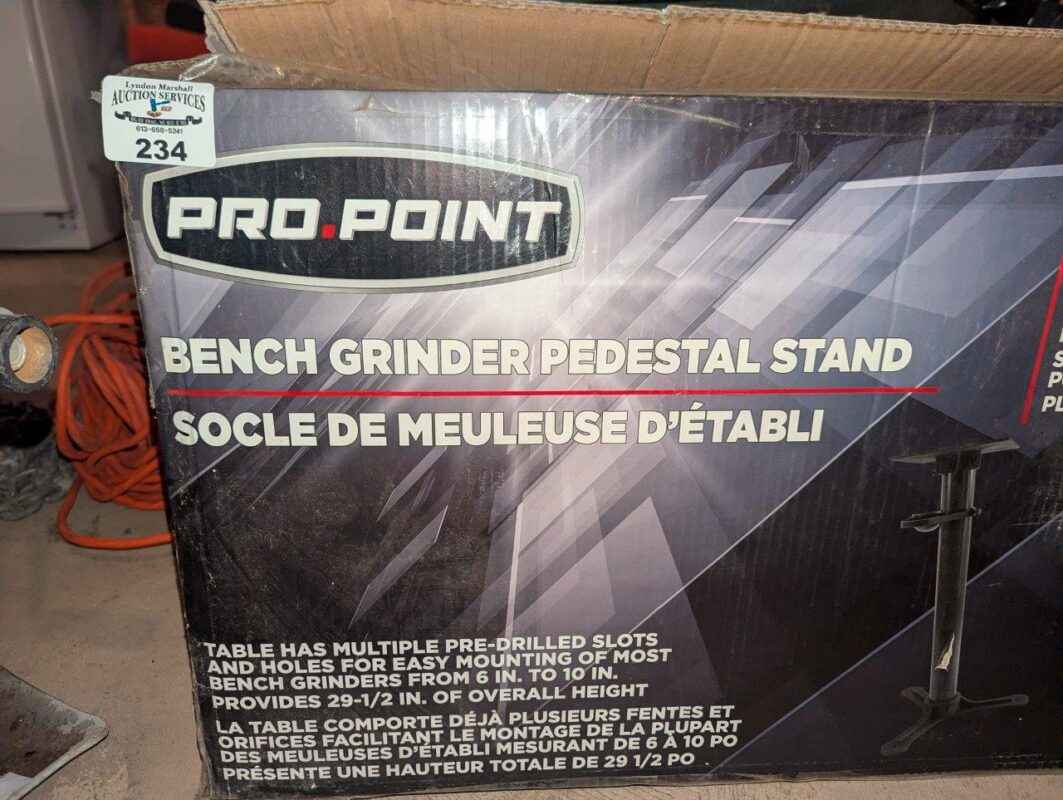 Lyndon Marshall
AUCTION SERVICES
613-656-5241
234
PRO.POINT
BENCH GRINDER PEDESTAL STAND
SOCLE DE MEULEUSE D'ÉTABLI
TABLE HAS MULTIPLE PRE-DRILLED SLOTS
AND HOLES FOR EASY MOUNTING OF MOST
BENCH GRINDERS FROM 6 IN. TO 10 IN.
PROVIDES 29-1/2 IN. OF OVERALL HEIGHT
LA TABLE COMPORTE DÉJÀ PLUSIEURS FENTES ET
ORIFICES FACILITANT LE MONTAGE DE LA PLUPART
DES MEULEUSES D'ÉTABLI MESURANT DE 6 À 10 PO
PRÉSENTE UNE HAUTEUR TOTALE DE 29 1/2 PO